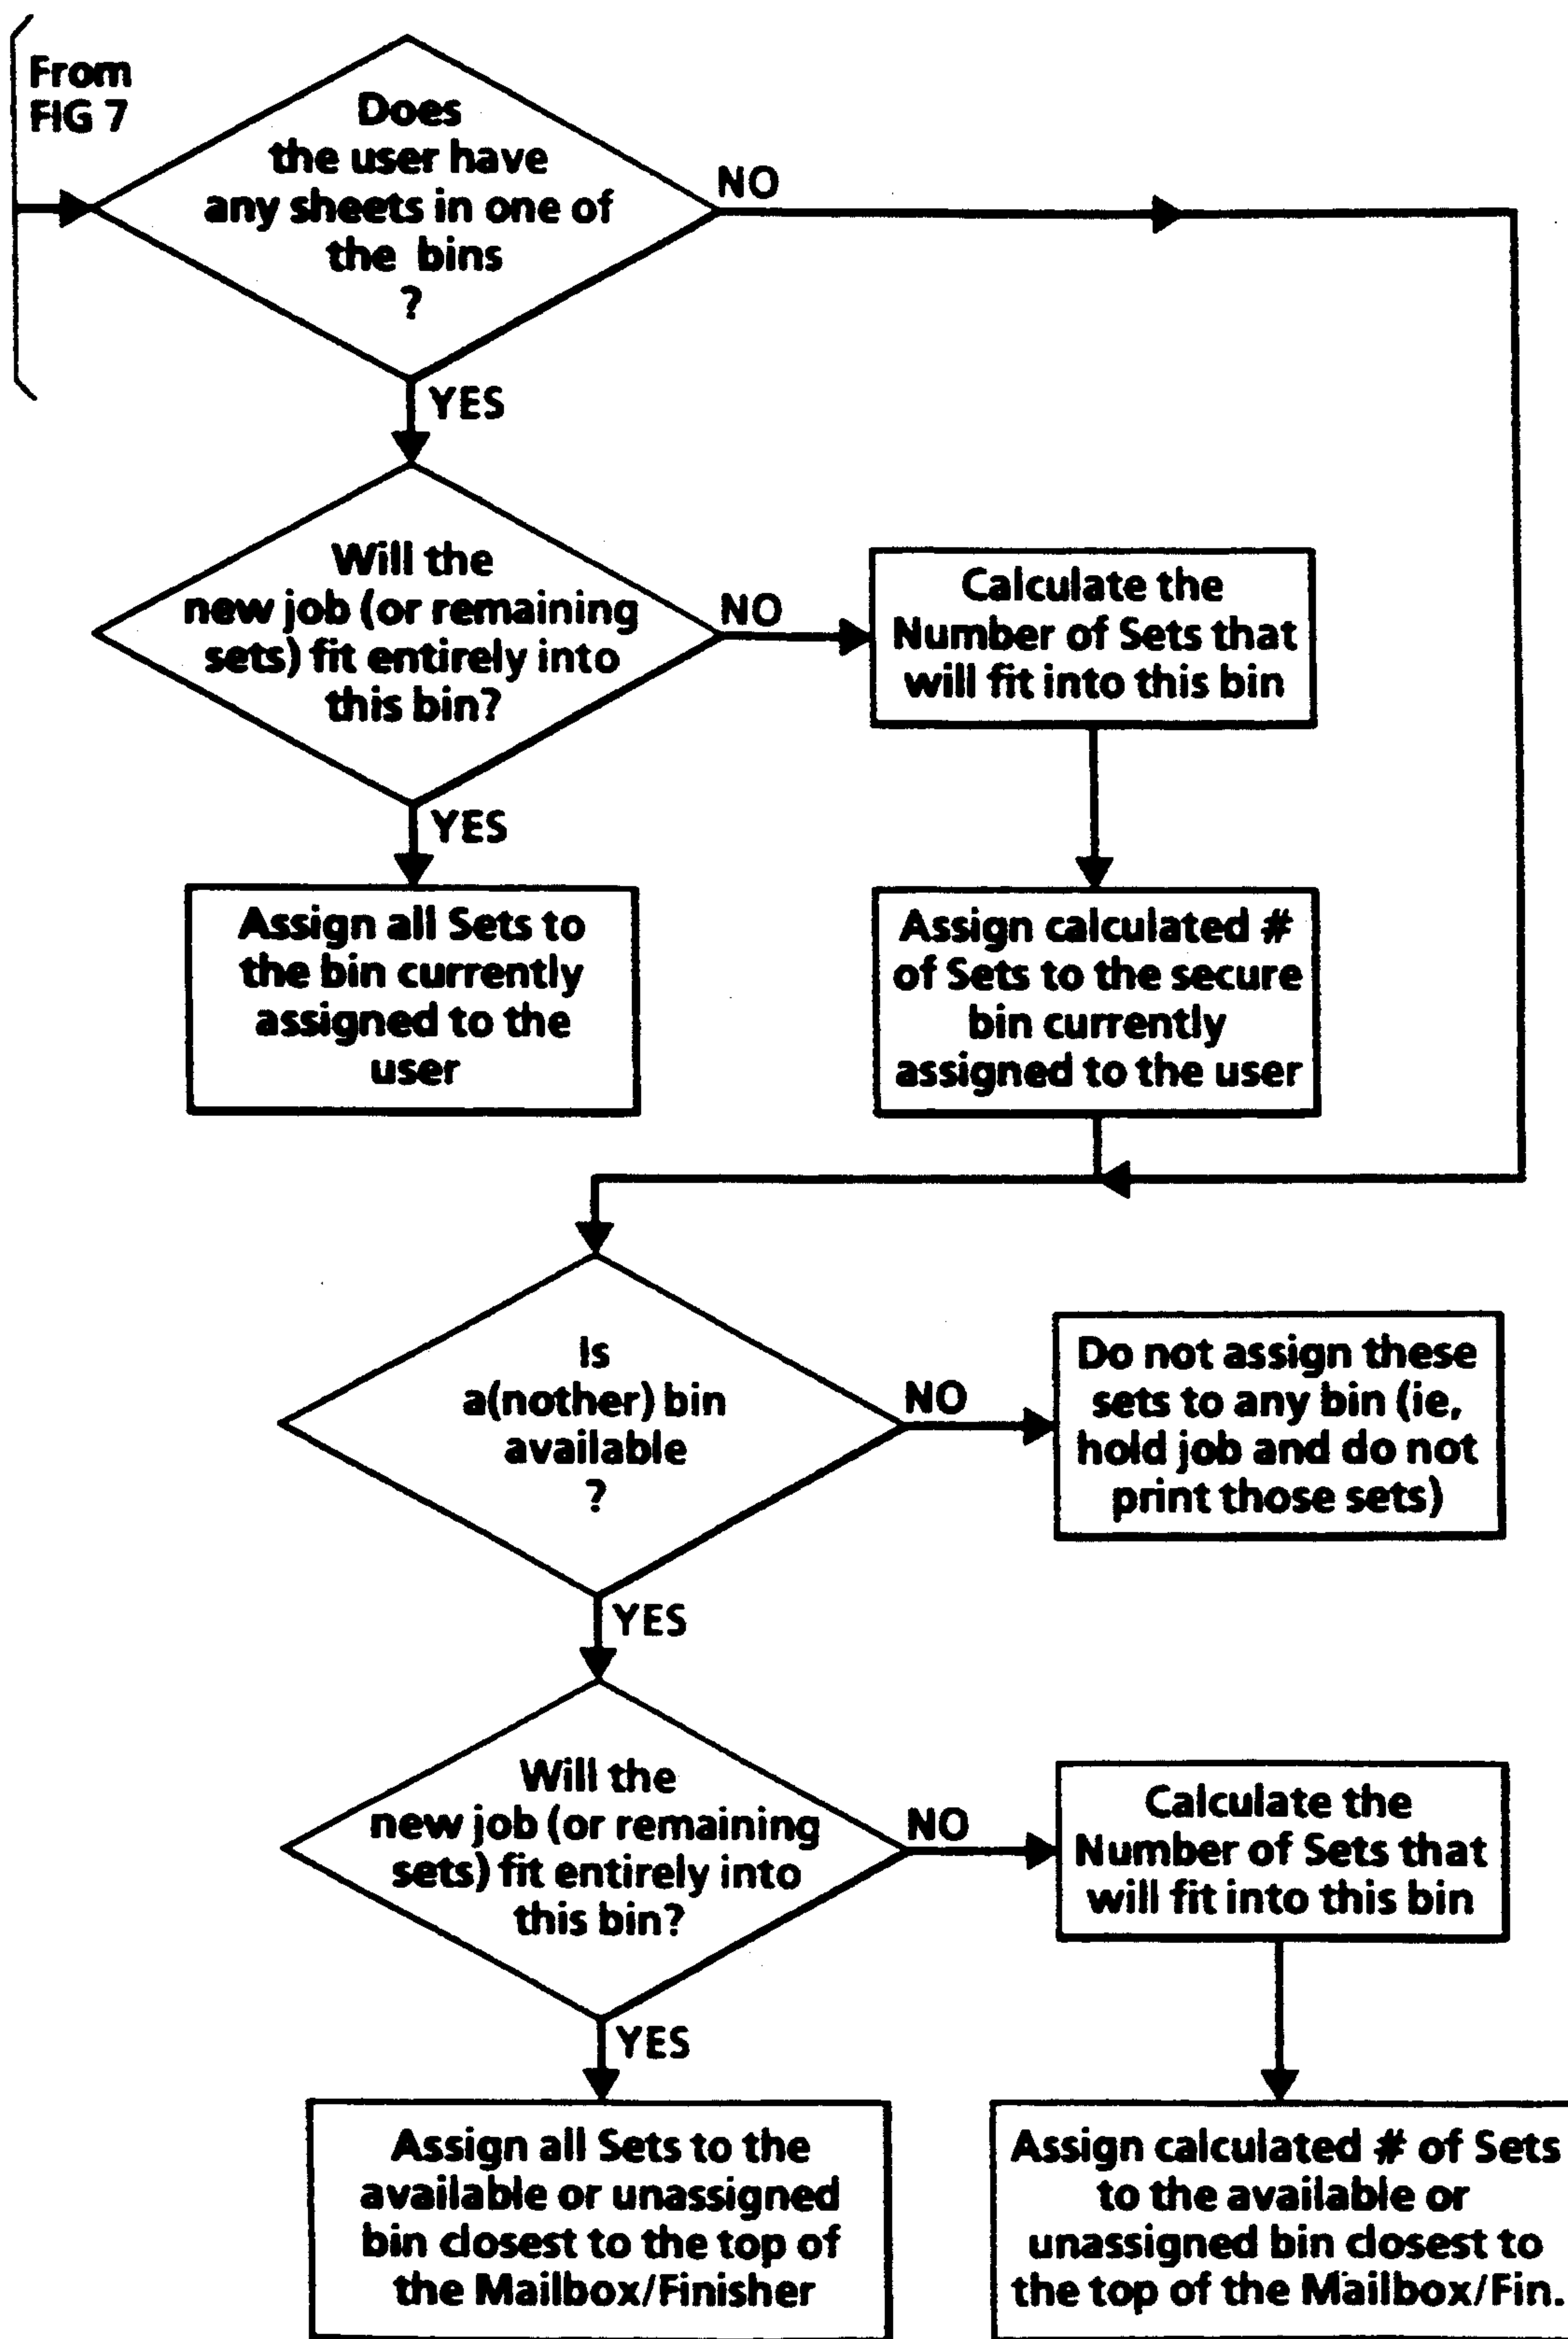 From
FIG 7
Does
the user have
any sheets in one of
the bins
?
NO
YES
Will the
new job (or remaining
sets) fit entirely into
this bin?
NO
Calculate the
Number of Sets that
will fit into this bin
YES
Assign all Sets to
the bin currently
assigned to the
user
Assign calculated #
of Sets to the secure
bin currently
assigned to the user
Is
a(nother) bin
available
?
NO
Do not assign these
sets to any bin (ie,
hold job and do not
print those sets)
YES
Will the
new job (or remaining
sets) fit entirely into
this bin?
NO
Calculate the
Number of Sets that
will fit into this bin
YES
Assign all Sets to the
available or unassigned
bin closest to the top of
the Mailbox/Finisher
Assign calculated # of Sets
to the available or
unassigned bin closest to
the top of the Mailbox/Fin.